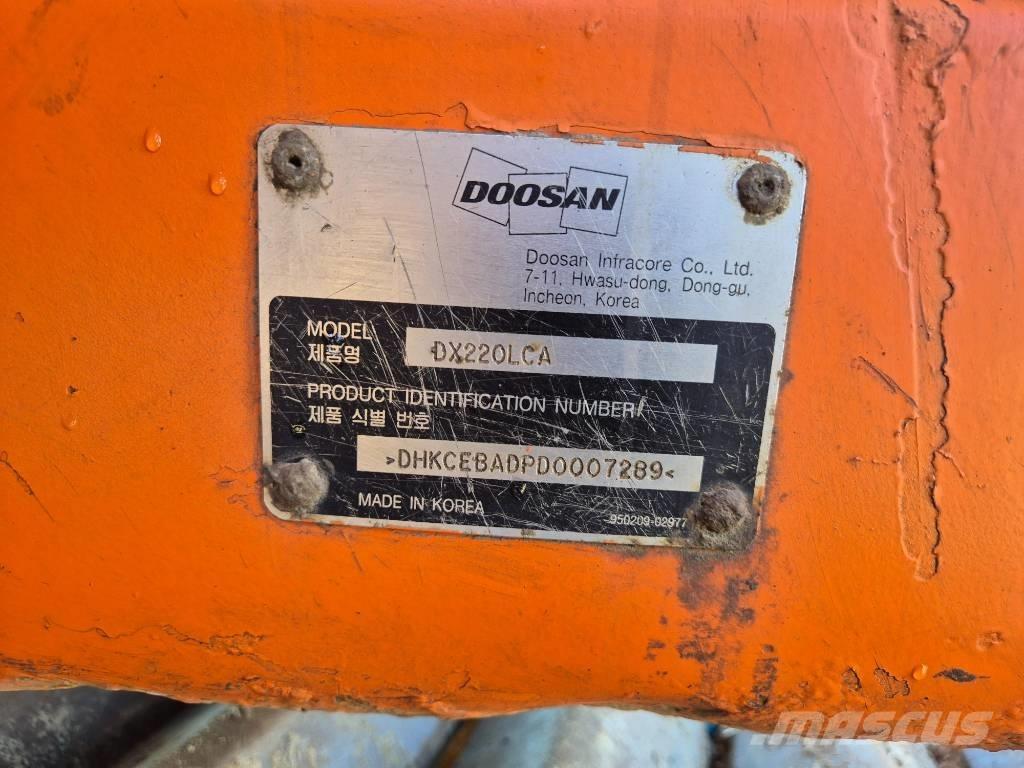 DOOSAN
Doosan Infracore Co., Ltd.
7-11, Hwasu-dong, Dong-gu,
Incheon, Korea
MODEL
제품명
DX220LCA
PRODUCT IDENTIFICATION NUMBER
제품 식별 번호
>DHKCEBADPD0007289<
MADE IN KOREA
950209-02977
MASCUS